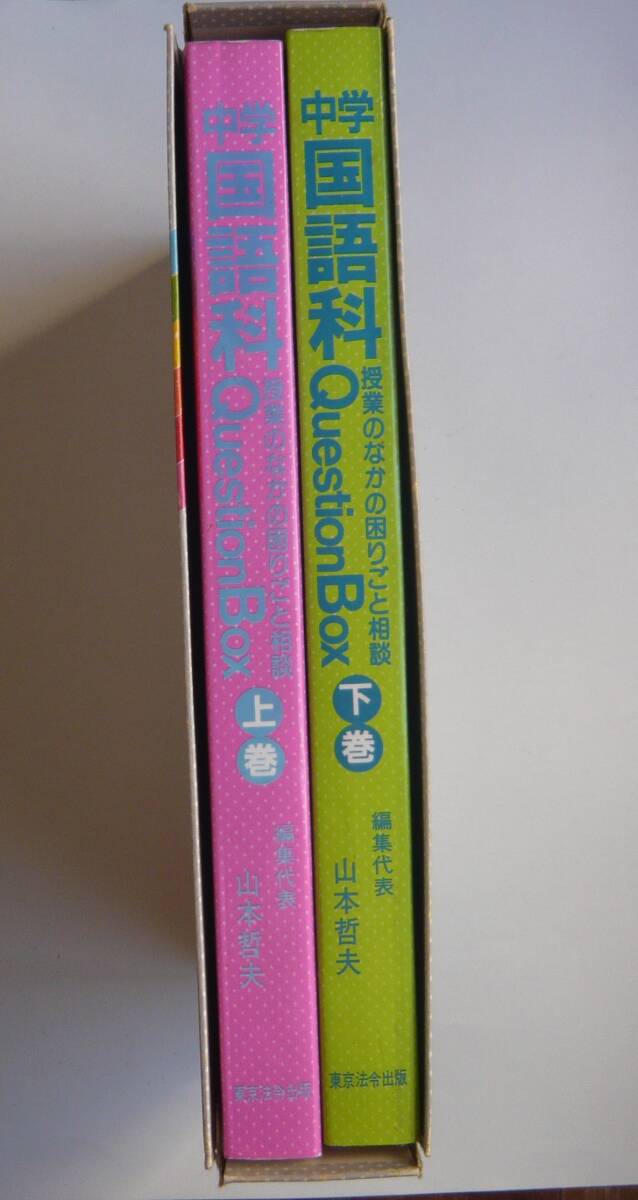 中学
国語科
QuestionBox
授業のなかの困りごと相談
上巻
編集代表
山本哲夫
東京法令出版
中学
国語科
QuestionBox
授業のなかの困りごと相談
下巻
編集代表
山本哲夫
東京法令出版